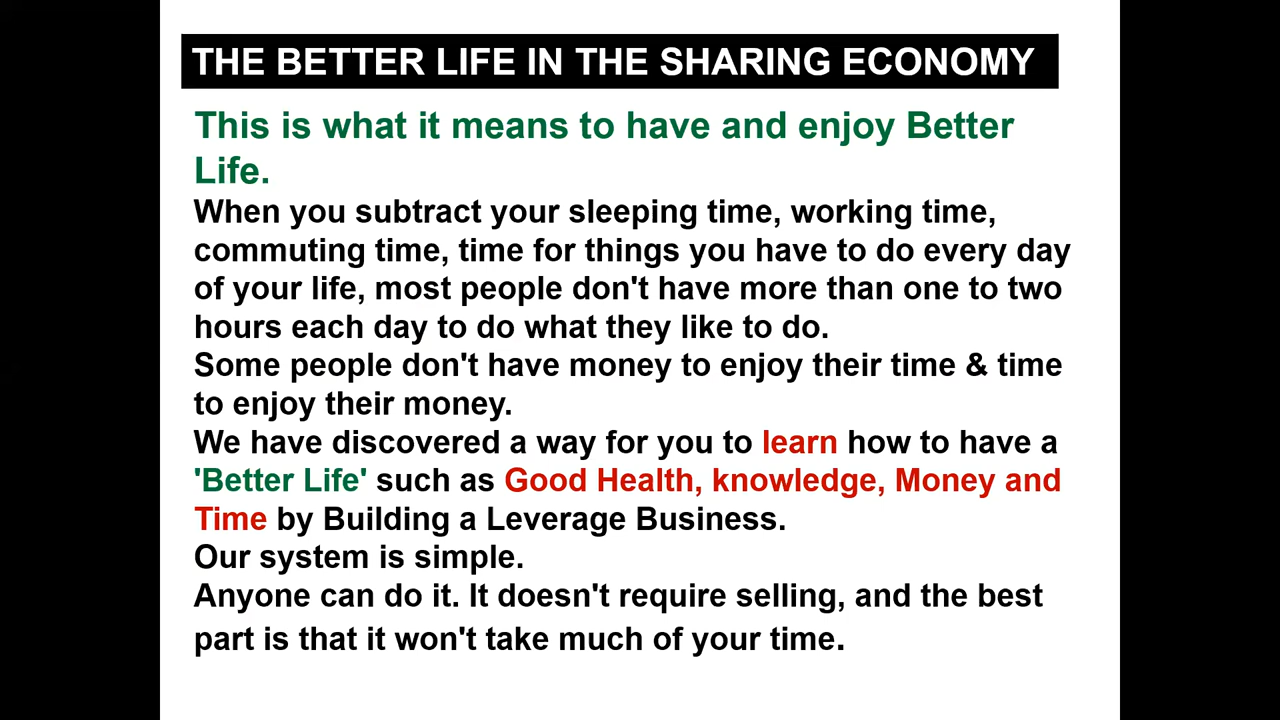 THE BETTER LIFE IN THE SHARING ECONOMY
This is what it means to have and enjoy Better
Life.
When you subtract your sleeping time, working time,
commuting time, time for things you have to do every day
of your life, most people don't have more than one to two
hours each day to do what they like to do.
Some people don't have money to enjoy their time & time
to enjoy their money.
We have discovered a way for you to learn how to have a
'Better Life' such as Good Health, knowledge, Money and
Time by Building a Leverage Business.
Our system is simple.
Anyone can do it. It doesn't require selling, and the best
part is that it won't take much of your time.